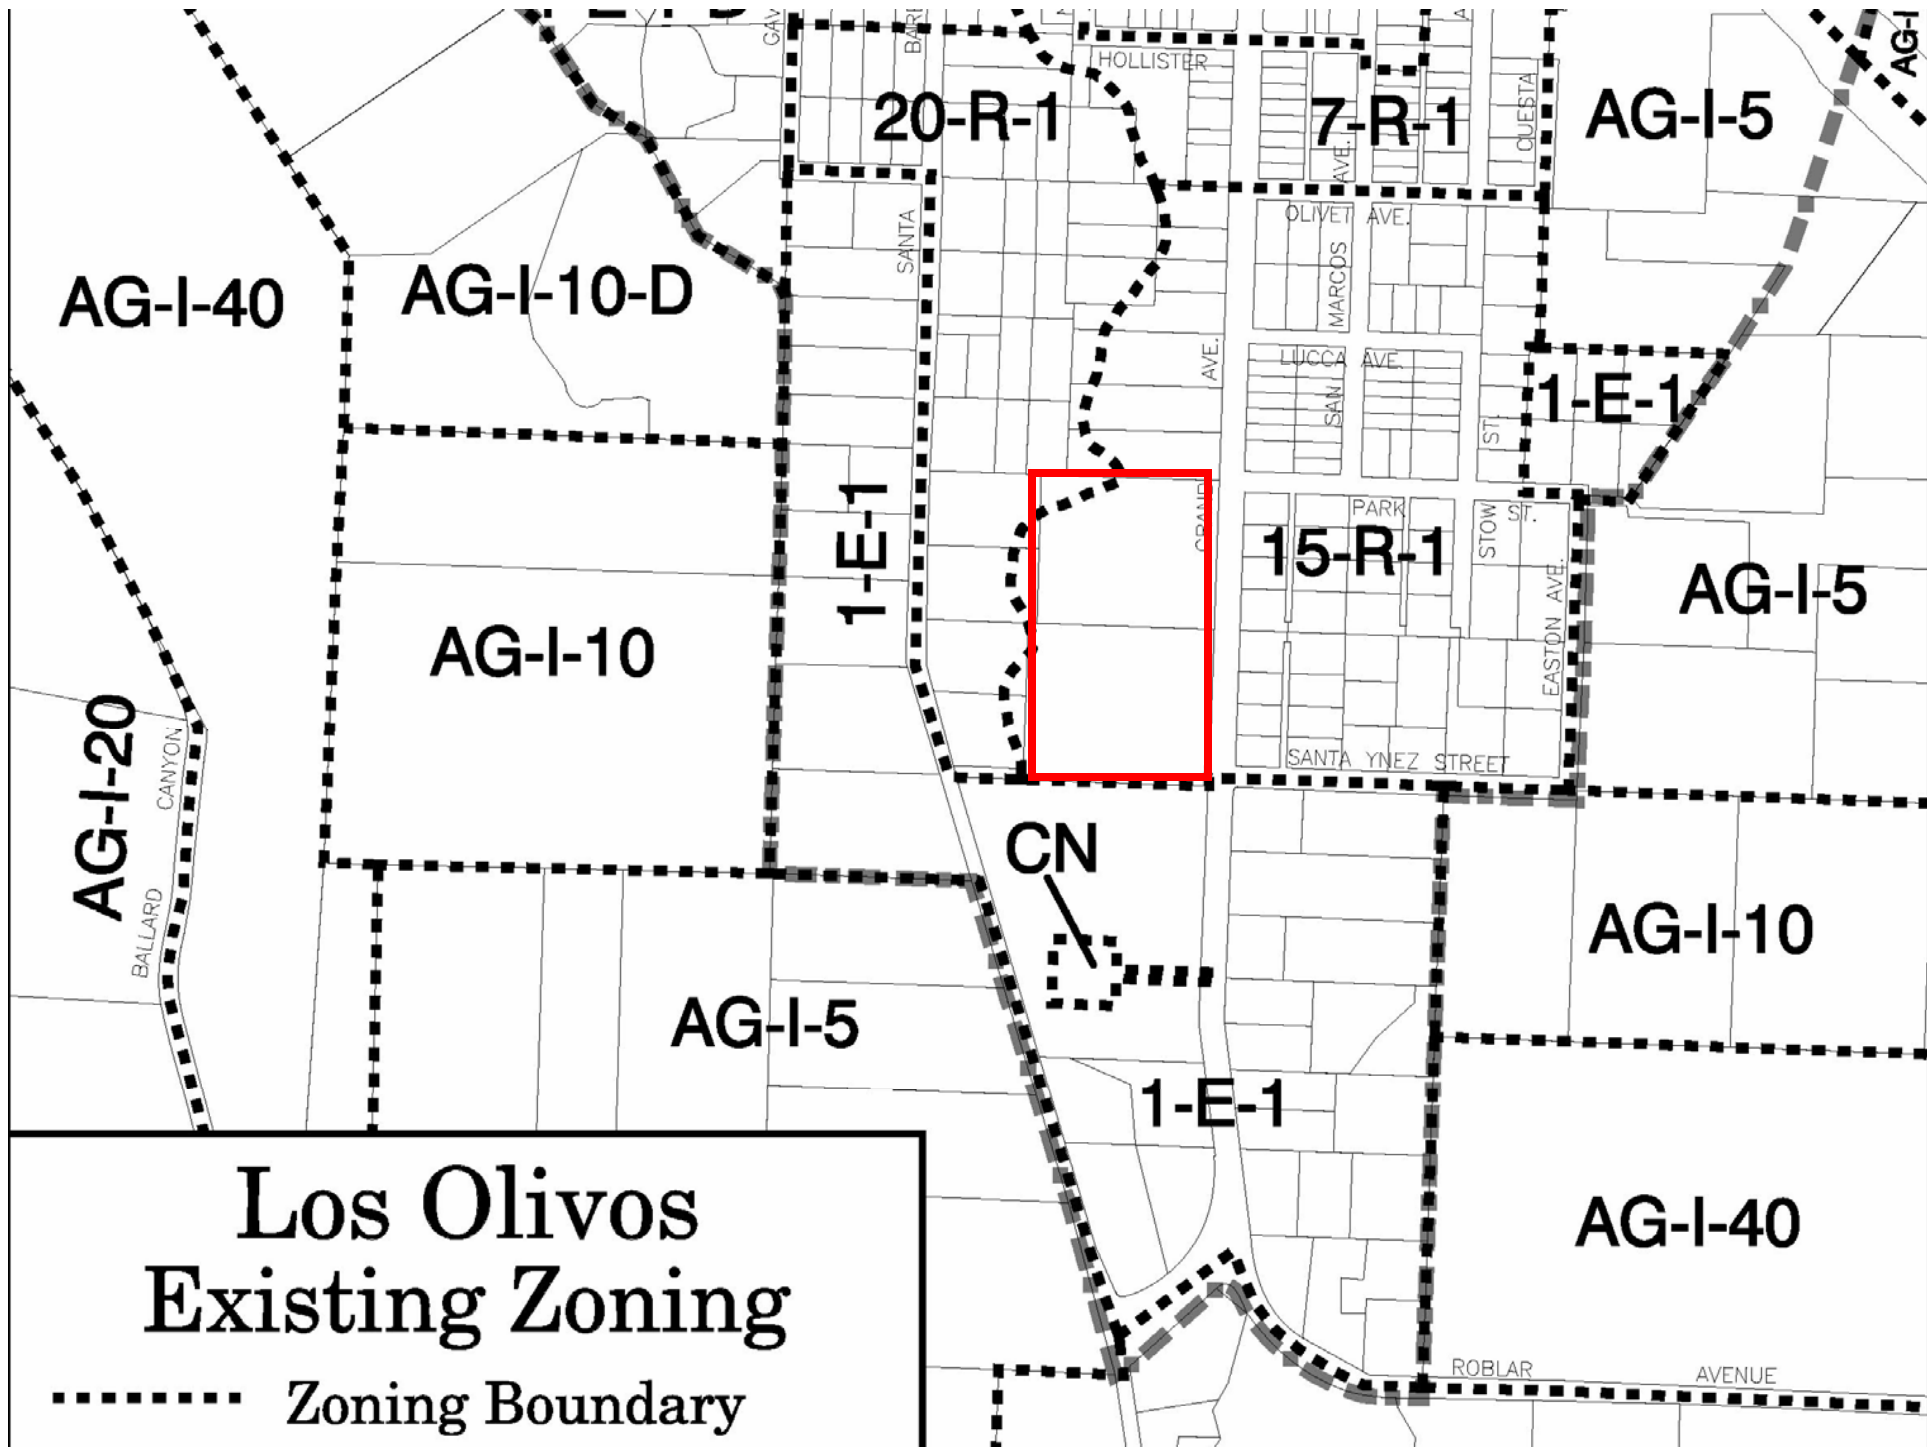 HOLLISTER
20-R-1
7-R-1
AG-I-5
AG-I
CUESTA
AVE.
OLIVET AVE.
SANTA
MARCOS
AG-I-40
AG-I-10-D
LUCCA AVE.
AVE.
SAN
ST.
1-E-1
1-E-1
GRAND
PARK ST.
STOW
15-R-1
EASTON AVE.
AG-I-5
AG-I-10
AG-I-20
CANYON
BALLARD
SANTA YNEZ STREET
CN
AG-I-10
AG-I-5
1-E-1
AG-I-40
Los Olivos
Existing Zoning
Zoning Boundary
ROBLAR AVENUE